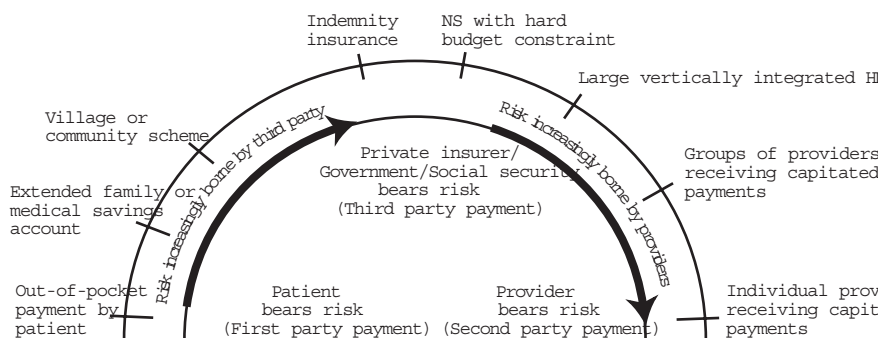 Indemnity
insurance
NS with hard
budget constraint
Large vertically integrated
Village or
community scheme
Risk increasingly borne by third party
Risk increasingly borne by providers
Private insurer/
Government/Social security
bears risk
(Third party payment)
Groups of providers
receiving capitated
payments
Extended family or
medical savings
account
Out-of-pocket
payment by
patient
Patient
bears risk
(First party payment)
Provider
bears risk
(Second party payment)
Individual
receiving
payments